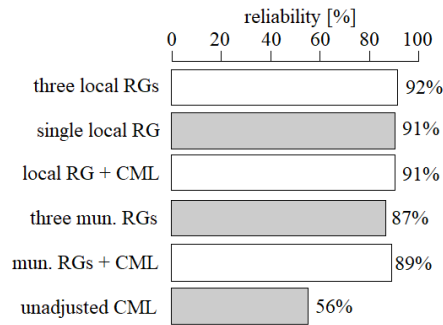 reliability [%]
0 20 40 60 80 100
three local RGs 92%
single local RG 91%
local RG + CML 91%
three mun. RGs 87%
mun. RGs + CML 89%
unadjusted CML 56%